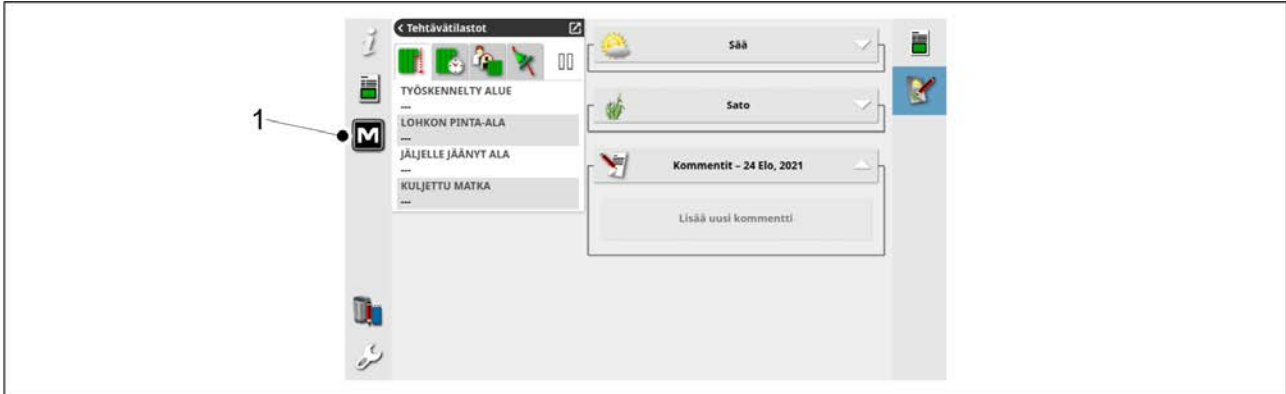 1
M
< Tehtävätilastot
TYÖSKENNELTY ALUE
---
LOHKON PINTA-ALA
---
JÄLJELLE JÄÄNYT ALA
---
KULJETTU MATKA
---
Sää
Sato
Kommentit – 24 Elo, 2021
Lisää uusi kommentti